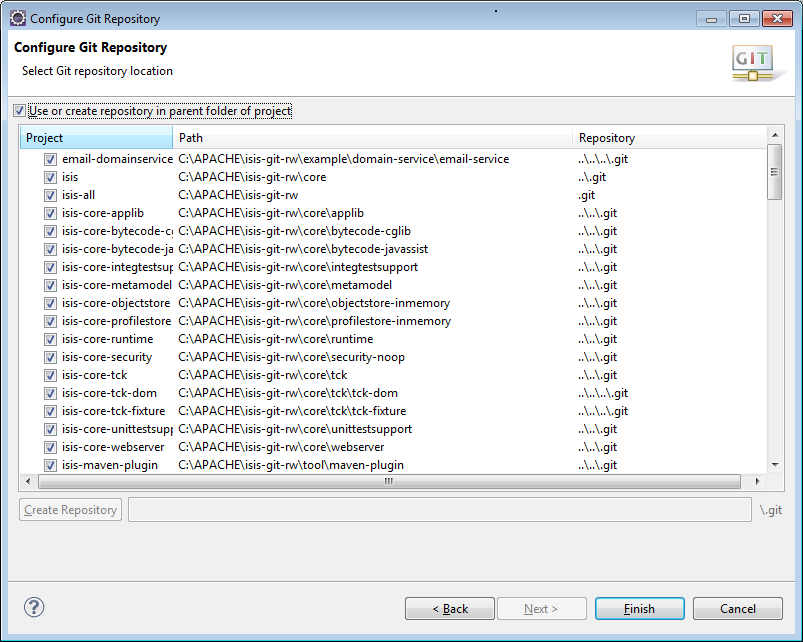 Configure Git Repository
Configure Git Repository
Select Git repository location
GIT
Use or create repository in parent folder of project
Project Path Repository
email-domainservice C:\APACHE\isis-git-rw\example\domain-service\email-service ..\..\..\.git
isis C:\APACHE\isis-git-rw\core ..\.git
isis-all C:\APACHE\isis-git-rw .git
isis-core-applib C:\APACHE\isis-git-rw\core\applib ..\..\.git
isis-core-bytecode-cg C:\APACHE\isis-git-rw\core\bytecode-cglib ..\..\.git
isis-core-bytecode-ja C:\APACHE\isis-git-rw\core\bytecode-javassist ..\..\.git
isis-core-integtestsup C:\APACHE\isis-git-rw\core\integtestsupport ..\..\.git
isis-core-metamodel C:\APACHE\isis-git-rw\core\metamodel ..\..\.git
isis-core-objectstore C:\APACHE\isis-git-rw\core\objectstore-inmemory ..\..\.git
isis-core-profilestore C:\APACHE\isis-git-rw\core\profilestore-inmemory ..\..\.git
isis-core-runtime C:\APACHE\isis-git-rw\core\runtime ..\..\.git
isis-core-security C:\APACHE\isis-git-rw\core\security-noop ..\..\.git
isis-core-tck C:\APACHE\isis-git-rw\core\tck ..\..\.git
isis-core-tck-dom C:\APACHE\isis-git-rw\core\tck\tck-dom ..\..\..\.git
isis-core-tck-fixture C:\APACHE\isis-git-rw\core\tck\tck-fixture ..\..\..\.git
isis-core-unittestsupp C:\APACHE\isis-git-rw\core\unittestsupport ..\..\.git
isis-core-webserver C:\APACHE\isis-git-rw\core\webserver ..\..\.git
isis-maven-plugin C:\APACHE\isis-git-rw\tool\maven-plugin ..\..\.git
Create Repository \.git
? < Back Next > Finish Cancel